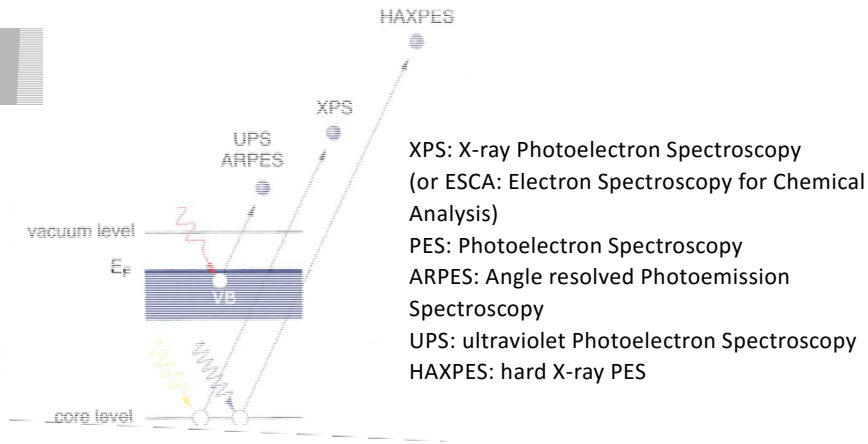 HAXPES
XPS
UPS
ARPES
vacuum level
E_F
VB
core level
XPS: X-ray Photoelectron Spectroscopy
(or ESCA: Electron Spectroscopy for Chemical
Analysis)
PES: Photoelectron Spectroscopy
ARPES: Angle resolved Photoemission
Spectroscopy
UPS: ultraviolet Photoelectron Spectroscopy
HAXPES: hard X-ray PES